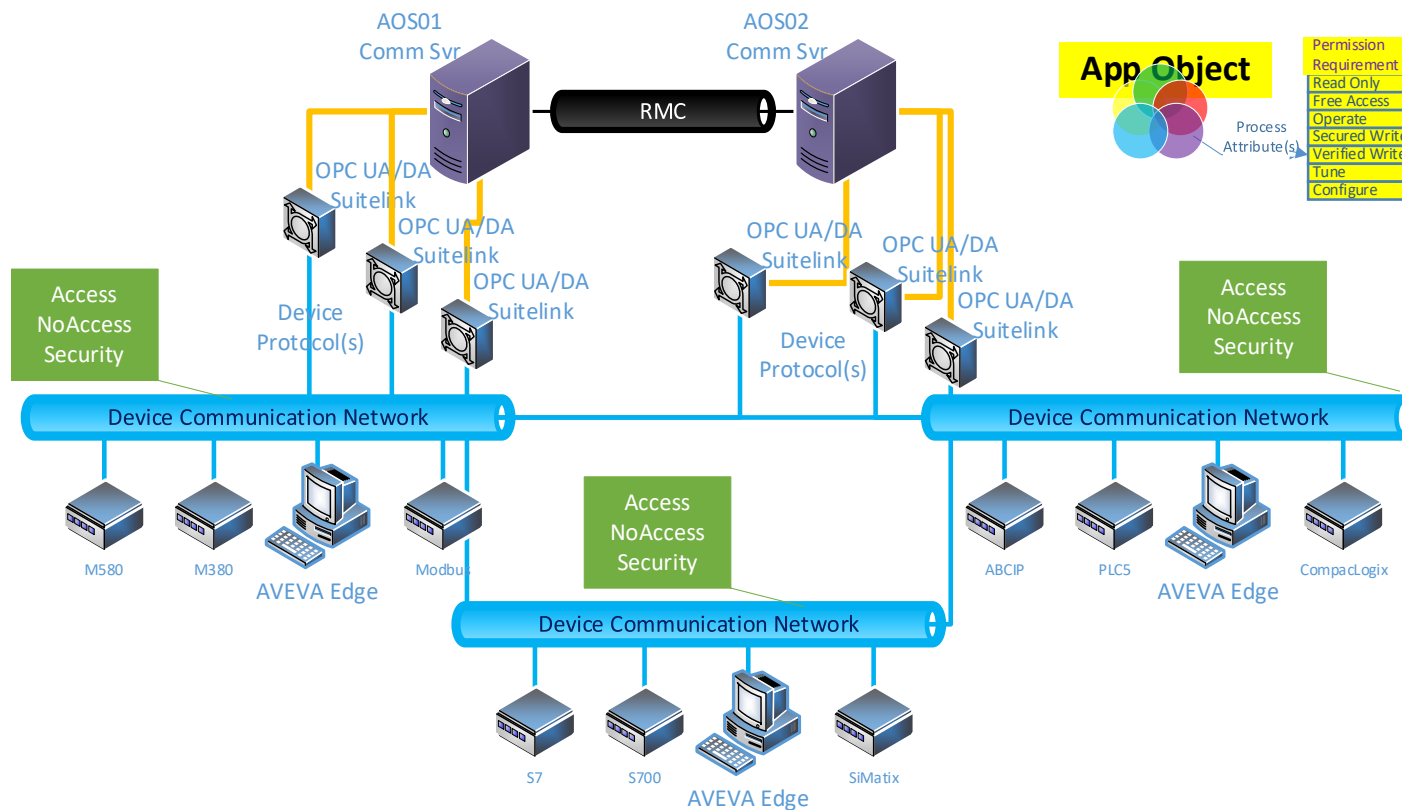 AOS01
Comm Svr
AOS02
Comm Svr
RMC
App Object
Process
Attribute(s)
Permission
Requirement
Read Only
Free Access
Operate
Secured Write
Verified Write
Tune
Configure
OPC UA/DA
Suitelink
OPC UA/DA
Suitelink
OPC UA/DA
Suitelink
OPC UA/DA
Suitelink
OPC UA/DA
Suitelink
OPC UA/DA
Suitelink
Access
NoAccess
Security
Device
Protocol(s)
Device
Protocol(s)
Access
NoAccess
Security
Device Communication Network
Device Communication Network
M580
M380
AVEVA Edge
Modbus
Access
NoAccess
Security
ABCIP
PLC5
AVEVA Edge
CompacLogix
Device Communication Network
S7
S700
AVEVA Edge
SiMatix